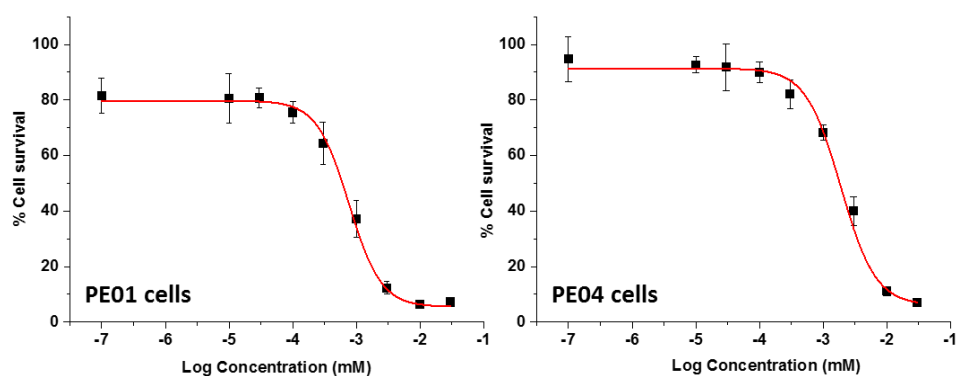 100
80
60
40
20
0
% Cell survival
PE01 cells
-7 -6 -5 -4 -3 -2 -1
Log Concentration (mM)
100
80
60
40
20
0
% Cell survival
PE04 cells
-7 -6 -5 -4 -3 -2 -1
Log Concentration (mM)